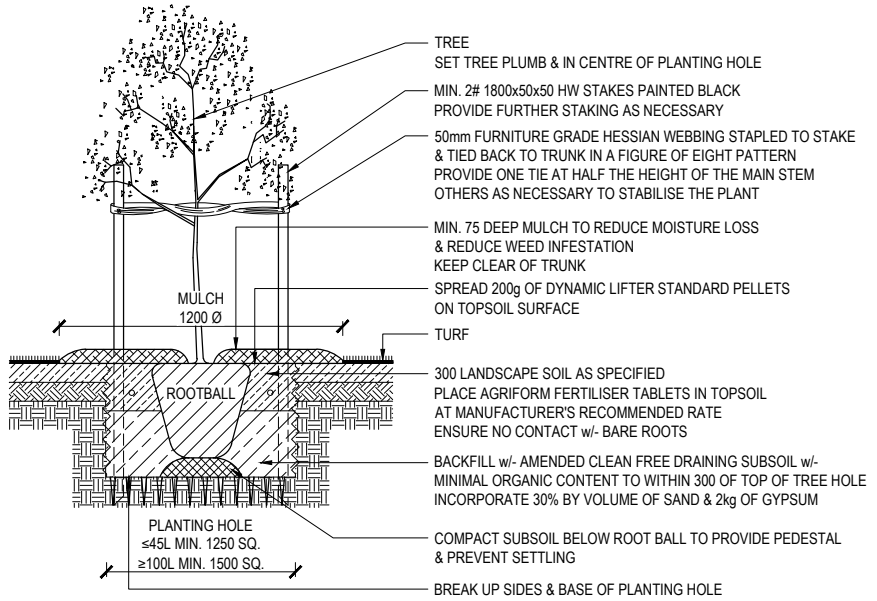 TREE
SET TREE PLUMB & IN CENTRE OF PLANTING HOLE
MIN. 2# 1800x50x50 HW STAKES PAINTED BLACK
PROVIDE FURTHER STAKING AS NECESSARY
50mm FURNITURE GRADE HESSIAN WEBBING STAPLED TO STAKE
& TIED BACK TO TRUNK IN A FIGURE OF EIGHT PATTERN
PROVIDE ONE TIE AT HALF THE HEIGHT OF THE MAIN STEM
OTHERS AS NECESSARY TO STABILISE THE PLANT
MIN. 75 DEEP MULCH TO REDUCE MOISTURE LOSS
& REDUCE WEED INFESTATION
KEEP CLEAR OF TRUNK
SPREAD 200g OF DYNAMIC LIFTER STANDARD PELLETS
ON TOPSOIL SURFACE
TURF
300 LANDSCAPE SOIL AS SPECIFIED
PLACE AGRIFORM FERTILISER TABLETS IN TOPSOIL
AT MANUFACTURER'S RECOMMENDED RATE
ENSURE NO CONTACT w/- BARE ROOTS
BACKFILL w/- AMENDED CLEAN FREE DRAINING SUBSOIL w/-
MINIMAL ORGANIC CONTENT TO WITHIN 300 OF TOP OF TREE HOLE
INCORPORATE 30% BY VOLUME OF SAND & 2kg OF GYPSUM
COMPACT SUBSOIL BELOW ROOT BALL TO PROVIDE PEDESTAL
& PREVENT SETTLING
BREAK UP SIDES & BASE OF PLANTING HOLE
MULCH
1200 Ø
ROOTBALL
PLANTING HOLE
≤45L MIN. 1250 SQ.
≥100L MIN. 1500 SQ.